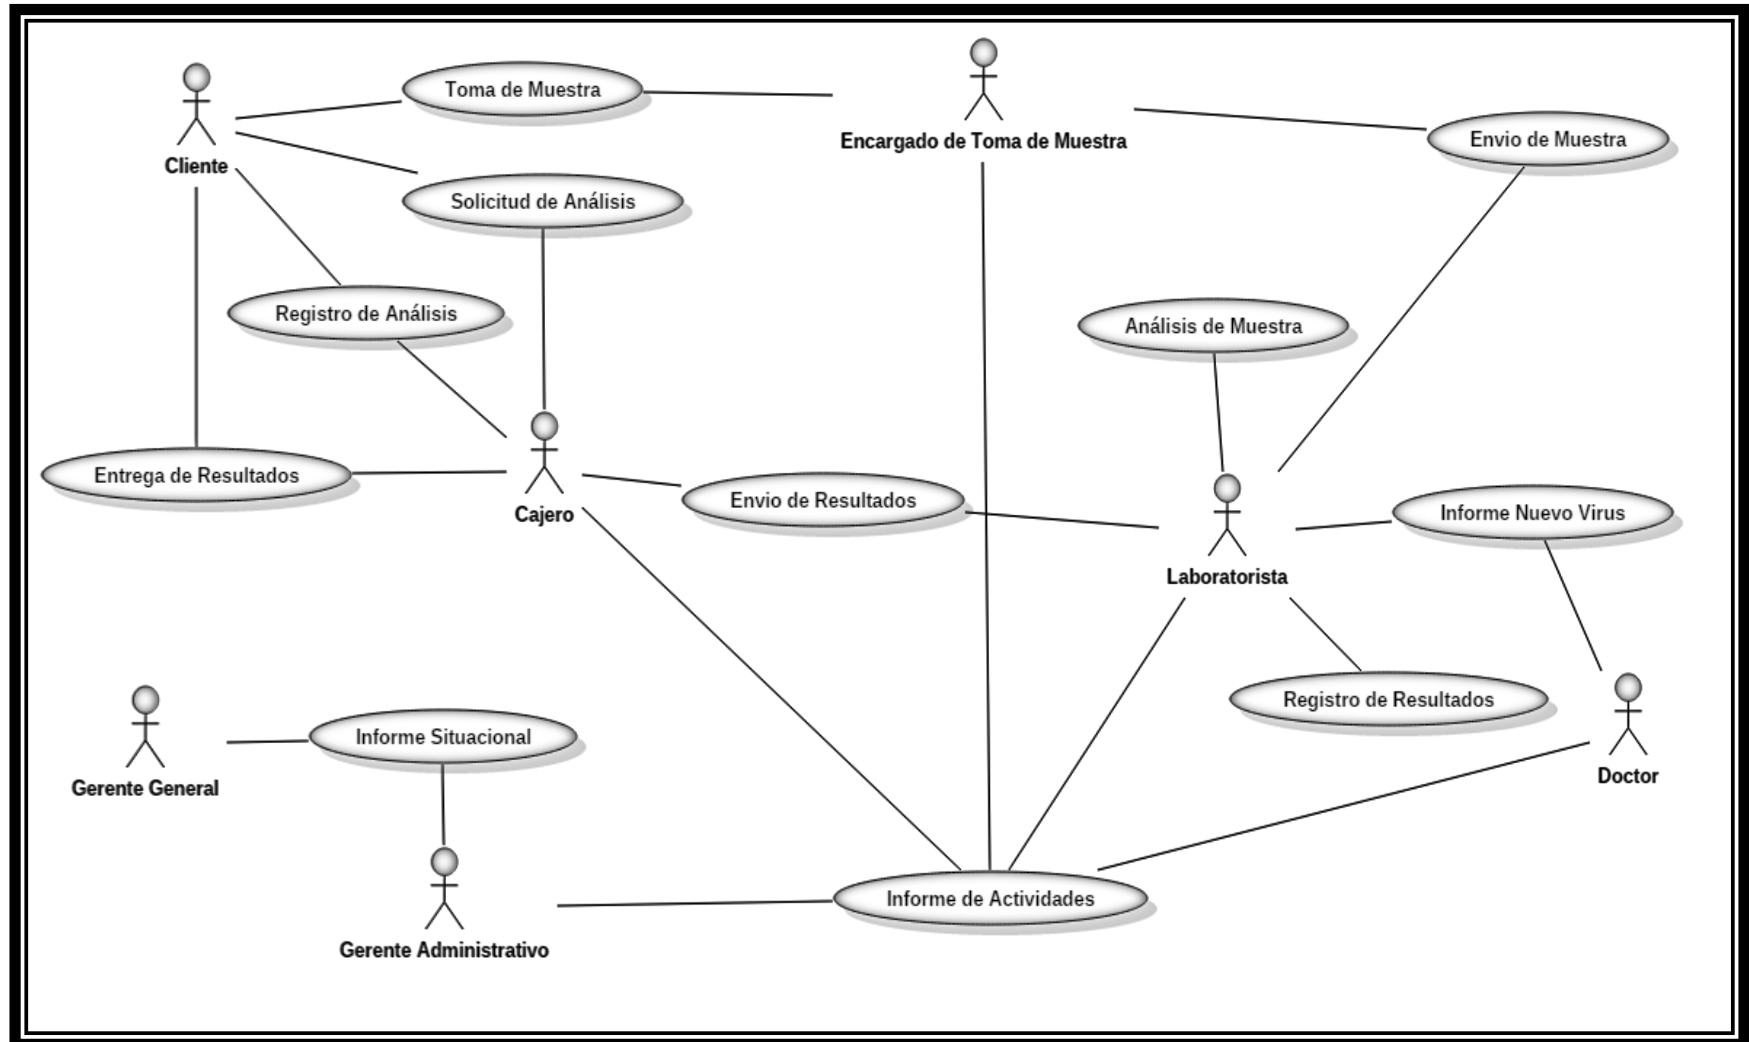 Toma de Muestra
Encargado de Toma de Muestra
Envio de Muestra
Cliente
Solicitud de Análisis
Registro de Análisis
Análisis de Muestra
Entrega de Resultados
Cajero
Envio de Resultados
Informe Nuevo Virus
Laboratorista
Registro de Resultados
Informe Situacional
Gerente General
Doctor
Gerente Administrativo
Informe de Actividades